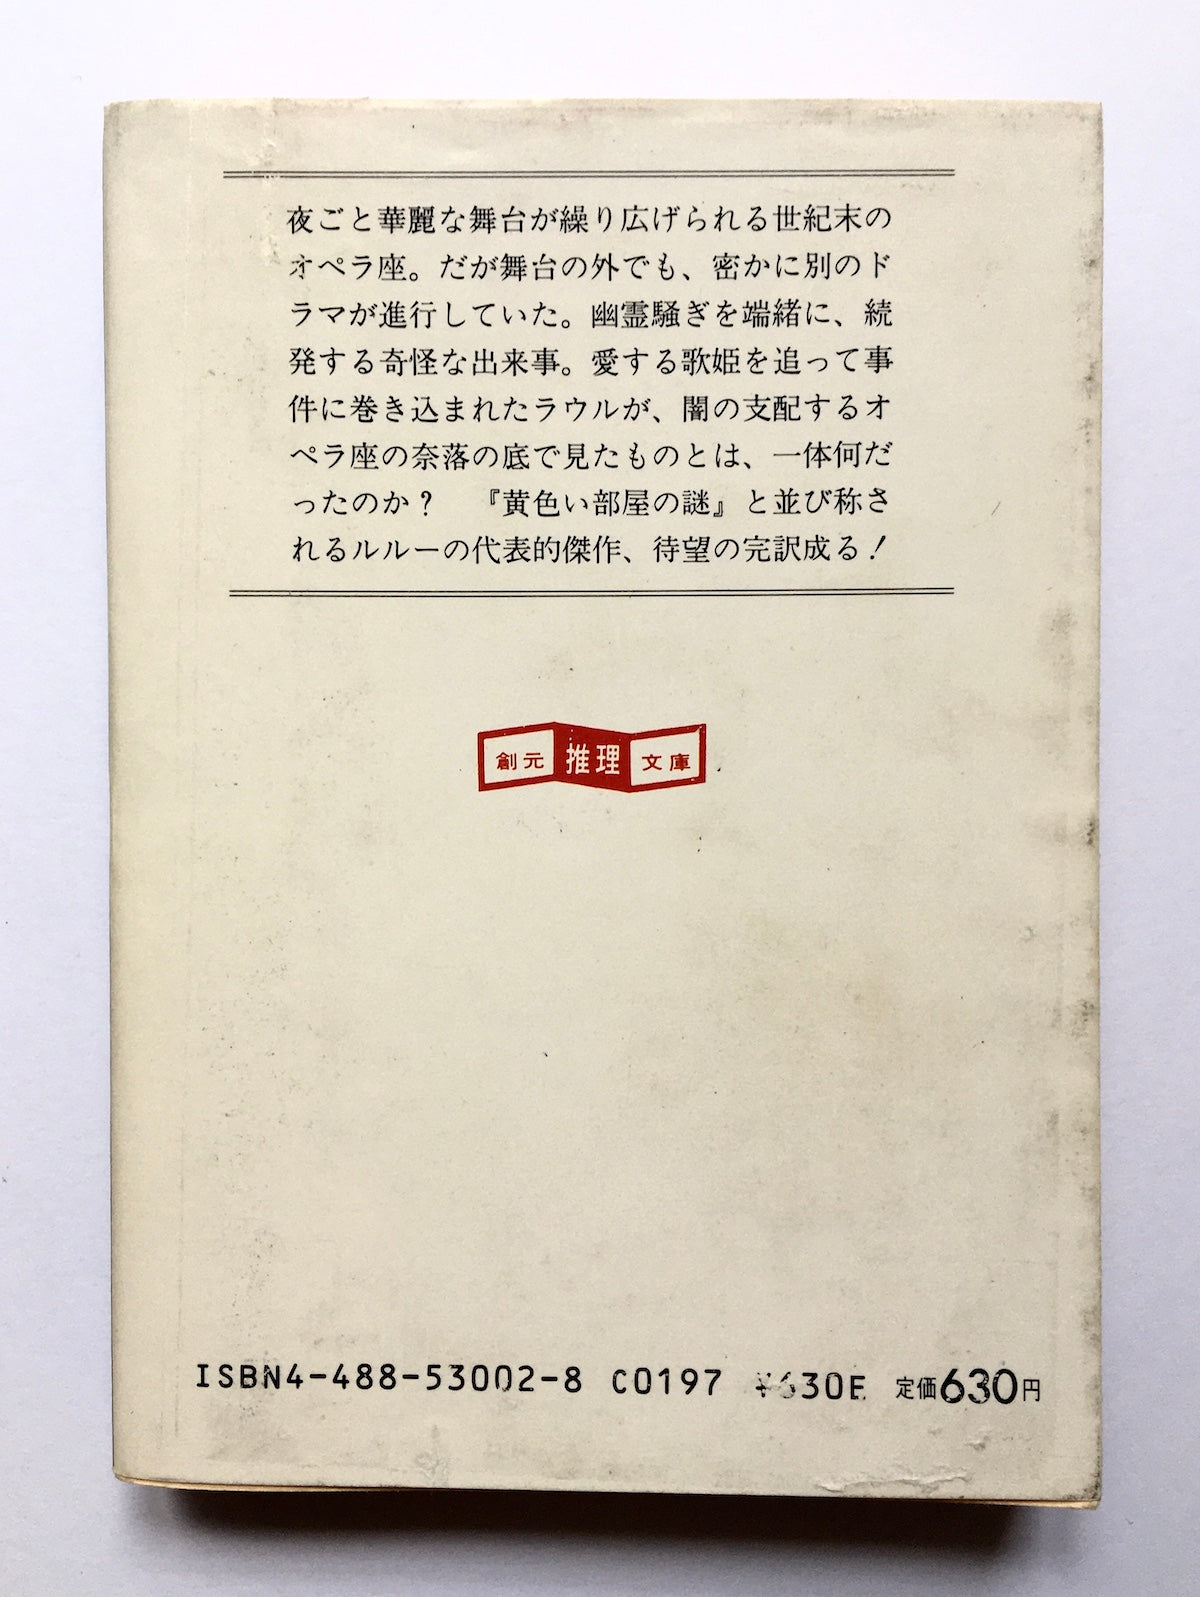 夜ごと華麗な舞台が繰り広げられる世紀末の
オペラ座。だが舞台の外でも、密かに別のド
ラマが進行していた。幽霊騒ぎを端緒に、続
発する奇怪な出来事。愛する歌姫を追って事
件に巻き込まれたラウルが、闇の支配するオ
ペラ座の奈落の底で見たものとは、一体何だ
ったのか？　『黄色い部屋の謎』と並び称さ
れるルルーの代表的傑作、待望の完訳成る！
創元 推理 文庫
ISBN4-488-53002-8 C0197 ¥630E 定価630円